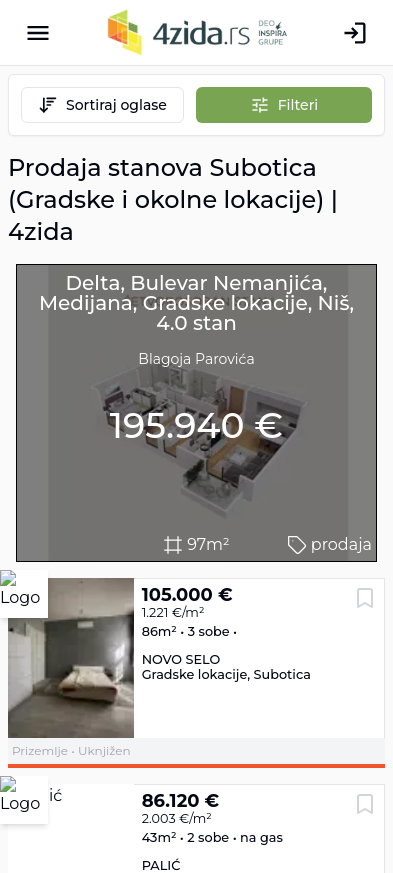 4zida.rs DEO INSPIRA GRUPE
Sortiraj oglase
Filteri
Prodaja stanova Subotica
(Gradske i okolne lokacije) |
4zida
Delta, Bulevar Nemanjića,
Medijana, Gradske lokacije, Niš,
4.0 stan
Blagoja Parovića
195.940 €
97m²
prodaja
Logo
105.000 €
1.221 €/m²
86m² • 3 sobe •
NOVO SELO
Gradske lokacije, Subotica
Prizemlje • Uknjižen
Logo
ić
86.120 €
2.003 €/m²
43m² • 2 sobe • na gas
PALIĆ